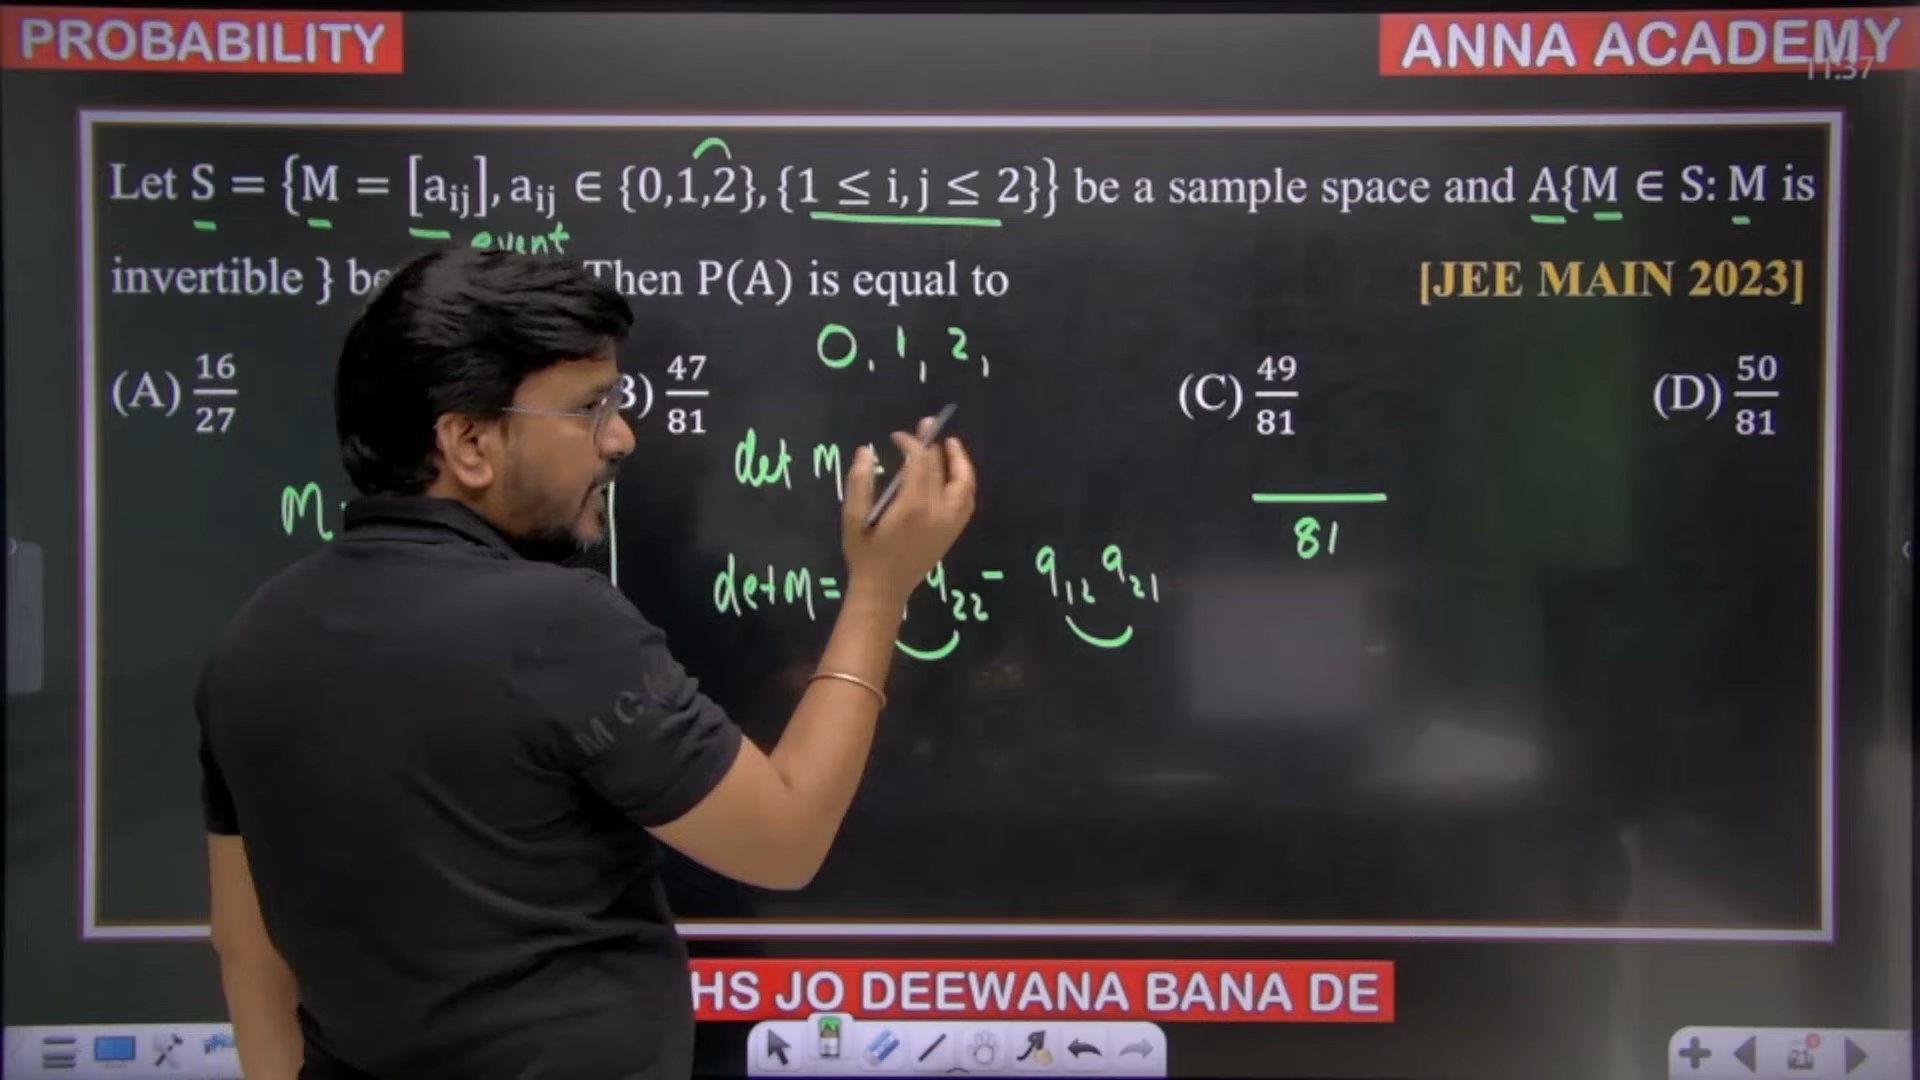 PROBABILITY
ANNA ACADEMY
11:37
Let S = {M = [aᵢⱼ], aᵢⱼ ∈ {0,1,2}, {1 ≤ i, j ≤ 2}} be a sample space and A{M ∈ S: M is
event
invertible } be Then P(A) is equal to [JEE MAIN 2023]
0, 1, 2,
(A) 16/27 B) 47/81 (C) 49/81 (D) 50/81
det M =
M
81
det M = a₂₂ - a₁₂ a₂₁
M C
HS JO DEEWANA BANA DE